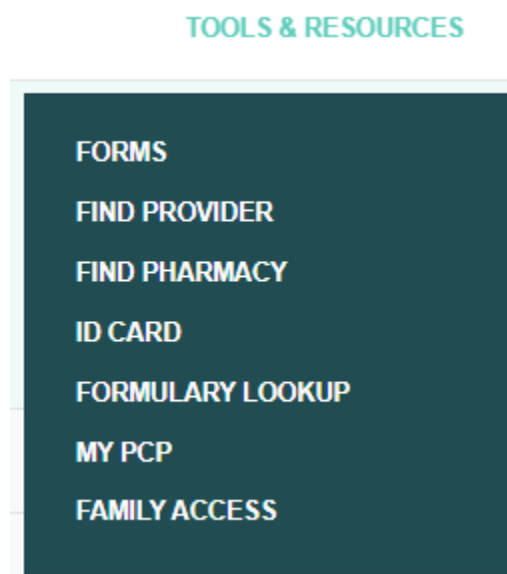 TOOLS & RESOURCES
FORMS
FIND PROVIDER
FIND PHARMACY
ID CARD
FORMULARY LOOKUP
MY PCP
FAMILY ACCESS